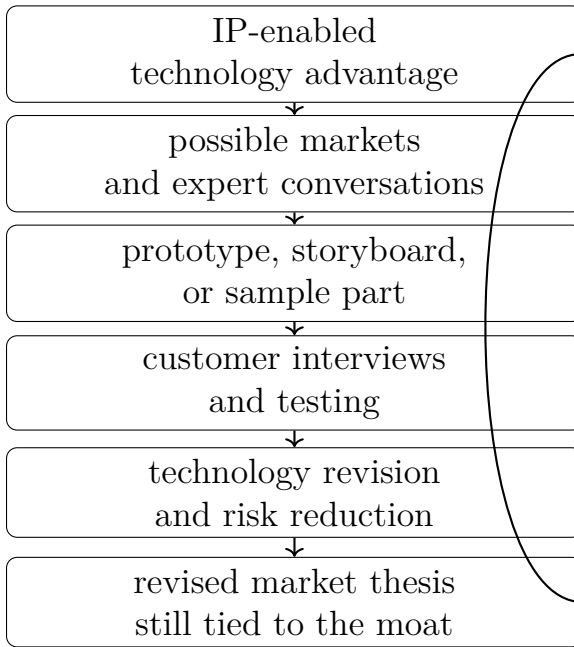 IP-enabled
technology advantage
possible markets
and expert conversations
prototype, storyboard,
or sample part
customer interviews
and testing
technology revision
and risk reduction
revised market thesis
still tied to the moat